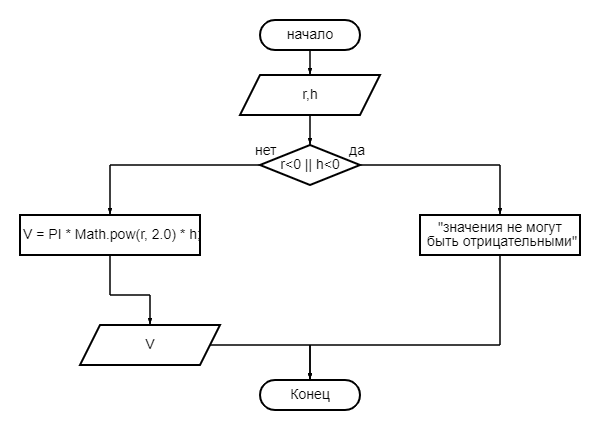 начало
r,h
нет
да
r<0 || h<0
V = PI * Math.pow(r, 2.0) * h;
"значения не могут
быть отрицательными"
V
Конец